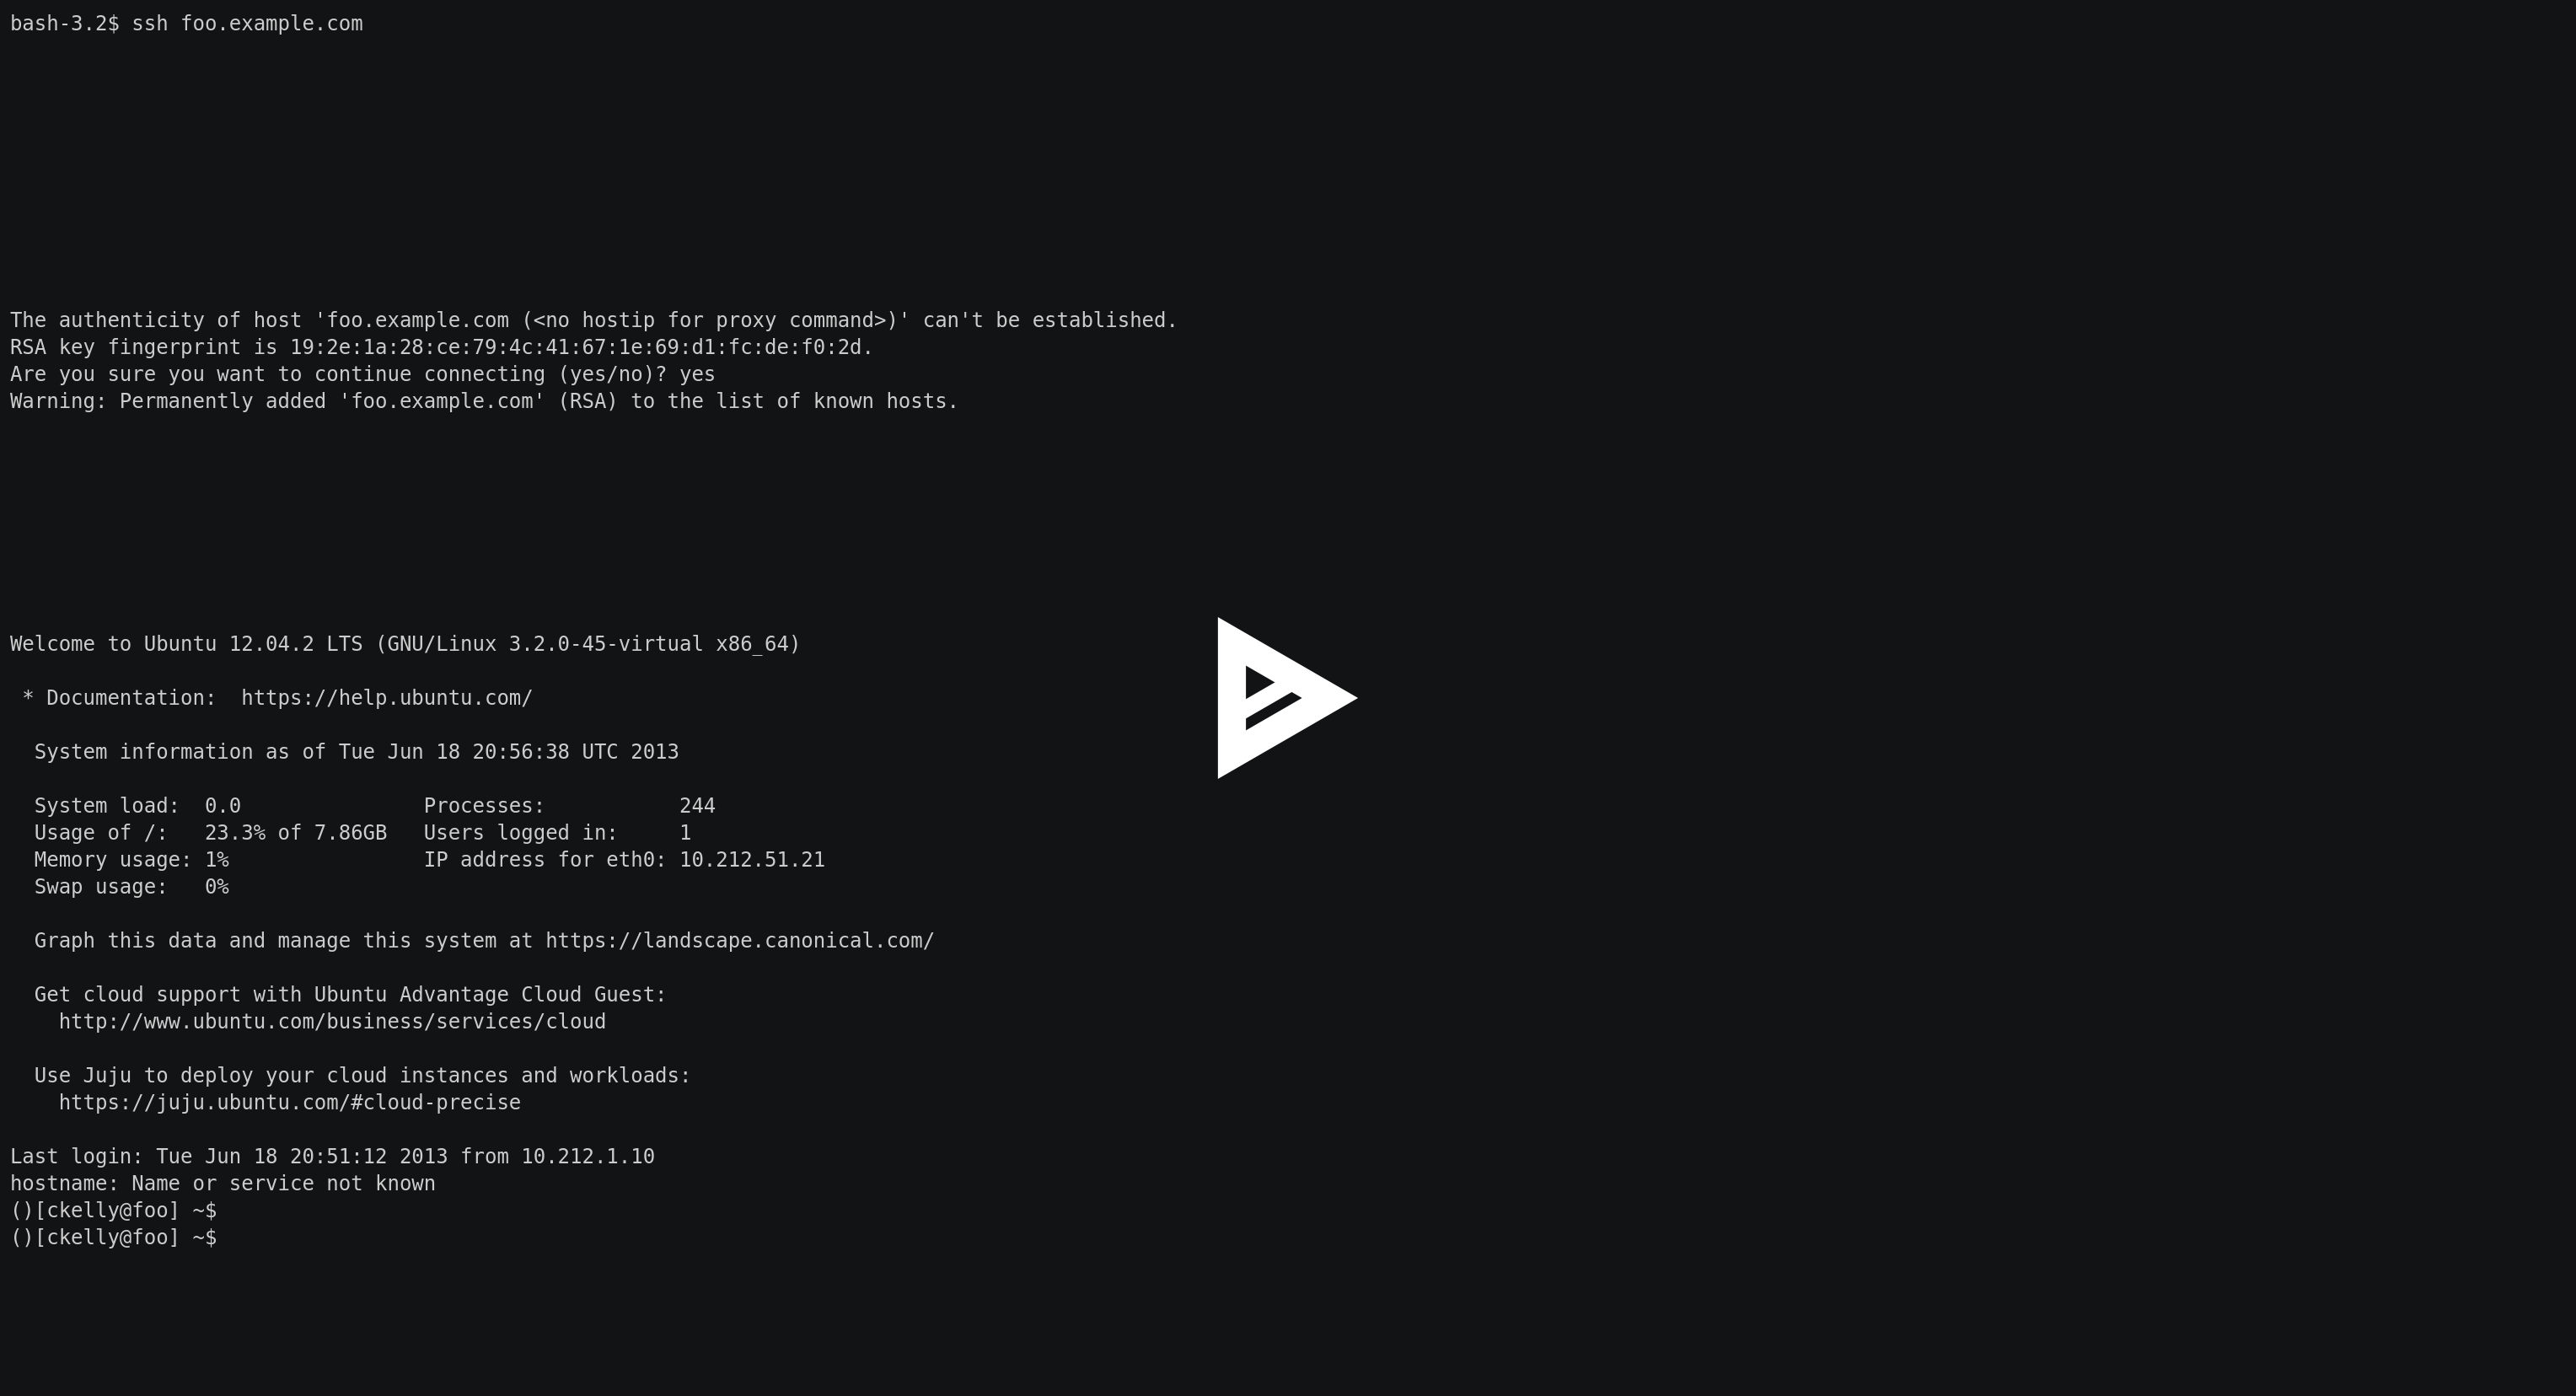 bash-3.2$ ssh foo.example.com
The authenticity of host 'foo.example.com (<no hostip for proxy command>)' can't be established.
RSA key fingerprint is 19:2e:1a:28:ce:79:4c:41:67:1e:69:d1:fc:de:f0:2d.
Are you sure you want to continue connecting (yes/no)? yes
Warning: Permanently added 'foo.example.com' (RSA) to the list of known hosts.
Welcome to Ubuntu 12.04.2 LTS (GNU/Linux 3.2.0-45-virtual x86_64)
 * Documentation:  https://help.ubuntu.com/
  System information as of Tue Jun 18 20:56:38 UTC 2013
  System load:  0.0               Processes:           244
  Usage of /:   23.3% of 7.86GB   Users logged in:     1
  Memory usage: 1%                IP address for eth0: 10.212.51.21
  Swap usage:   0%
  Graph this data and manage this system at https://landscape.canonical.com/
  Get cloud support with Ubuntu Advantage Cloud Guest:
    http://www.ubuntu.com/business/services/cloud
  Use Juju to deploy your cloud instances and workloads:
    https://juju.ubuntu.com/#cloud-precise
Last login: Tue Jun 18 20:51:12 2013 from 10.212.1.10
hostname: Name or service not known
()[ckelly@foo] ~$
()[ckelly@foo] ~$